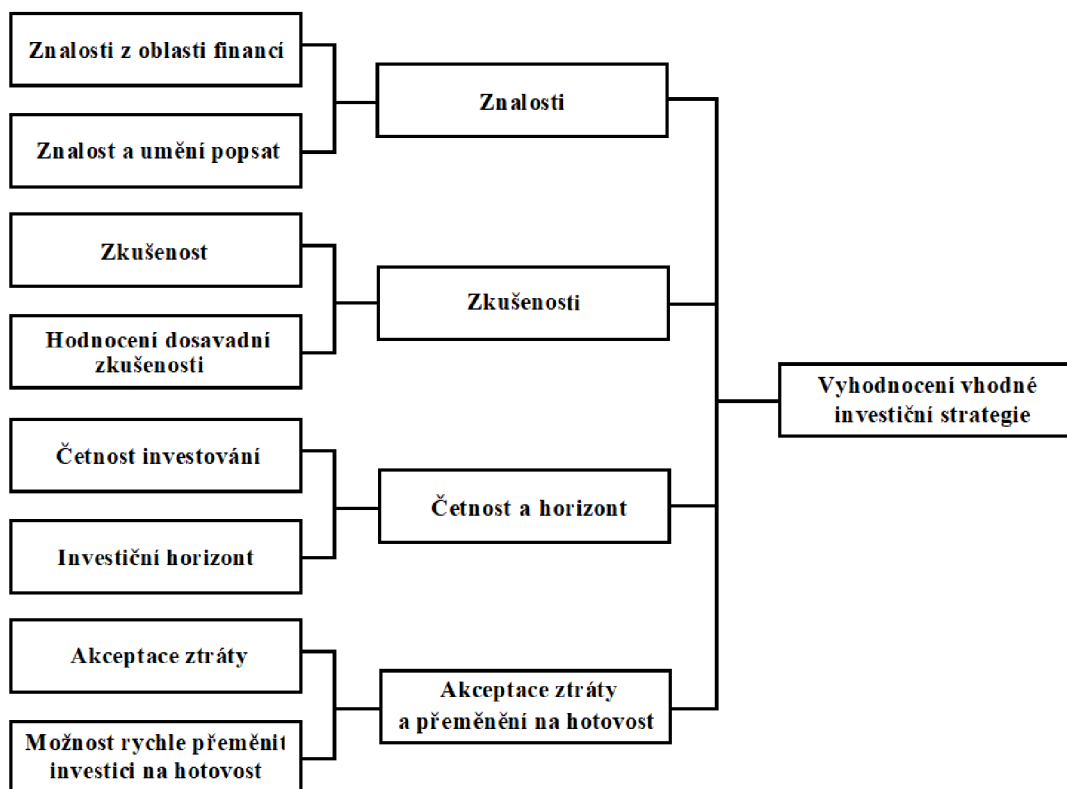 Znalosti z oblasti financí
Znalosti
Znalost a umění popsat
Zkušenost
Zkušenosti
Hodnocení dosavadní
zkušenosti
Vyhodnocení vhodné
investiční strategie
Četnost investování
Četnost a horizont
Investiční horizont
Akceptace ztráty
Akceptace ztráty
a přeměnění na hotovost
Možnost rychle přeměnit
investici na hotovost